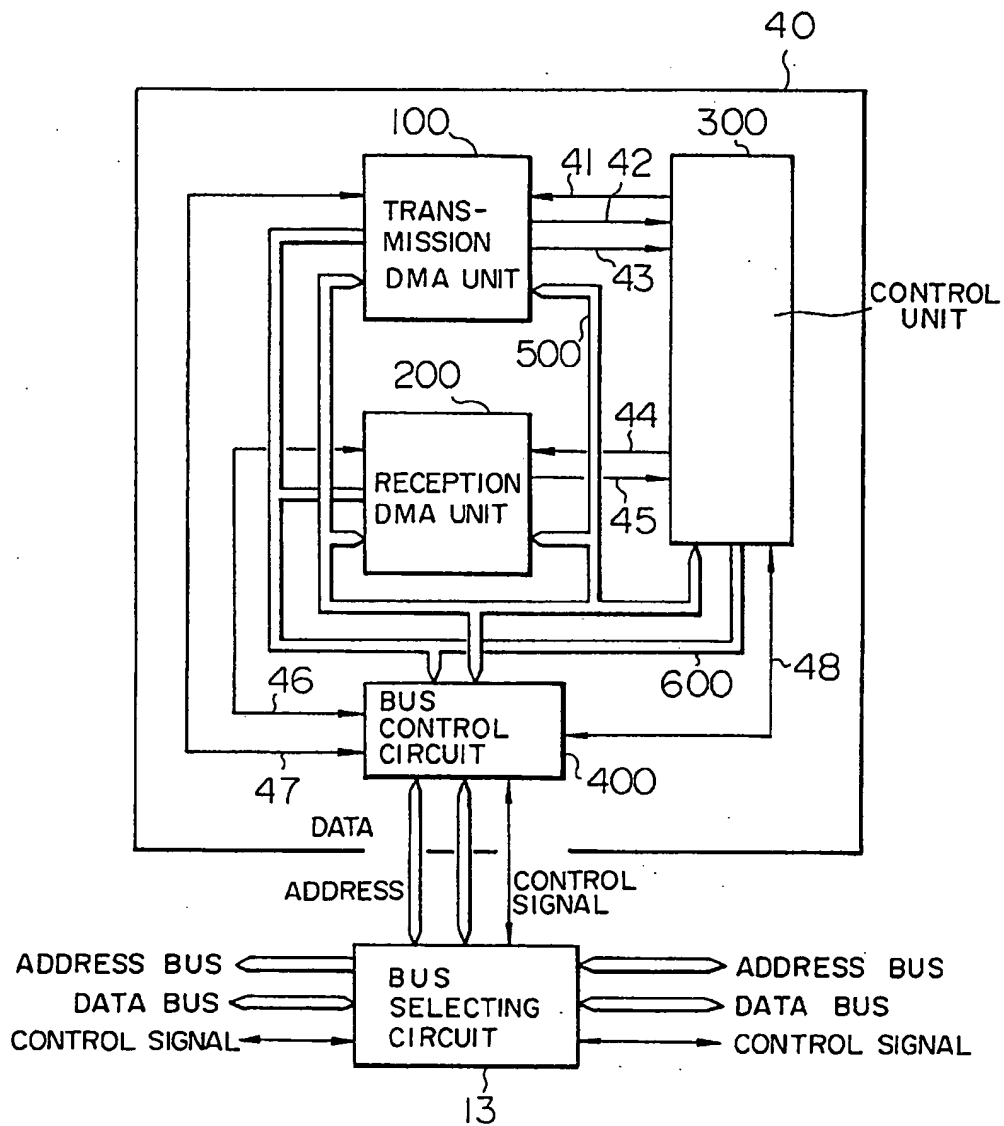 40
100
300
41
42
TRANS-
MISSION
DMA UNIT
43
CONTROL
UNIT
500
200
44
RECEPTION
DMA UNIT
45
46
600
48
BUS
CONTROL
CIRCUIT
47
400
DATA
ADDRESS
CONTROL
SIGNAL
ADDRESS BUS
DATA BUS
CONTROL SIGNAL
BUS
SELECTING
CIRCUIT
ADDRESS BUS
DATA BUS
CONTROL SIGNAL
13